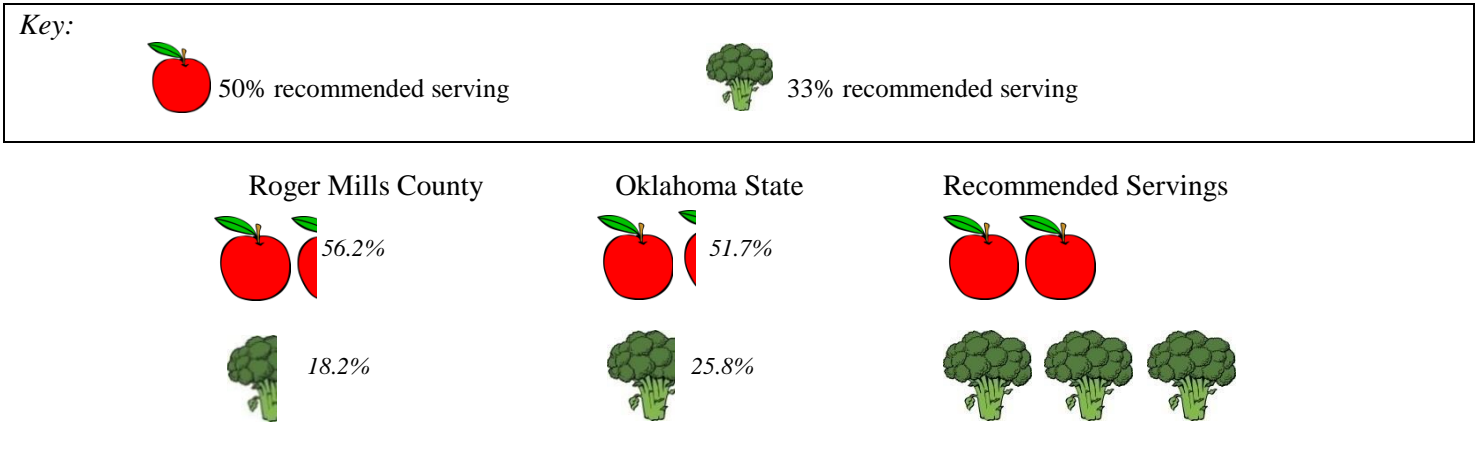 Key:
50% recommended serving 33% recommended serving
Roger Mills County Oklahoma State Recommended Servings
56.2% 51.7%
18.2% 25.8%